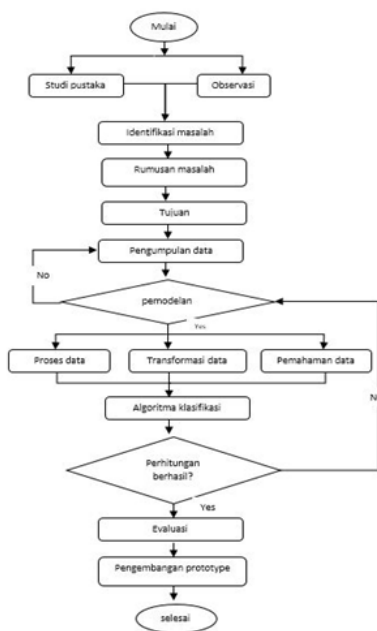 Mulai
Studi pustaka
Observasi
Identifikasi masalah
Rumusan masalah
Tujuan
Pengumpulan data
No
pemodelan
Yes
Proses data
Transformasi data
Pemahaman data
Algoritma klasifikasi
N
Perhitungan
berhasil?
Yes
Evaluasi
Pengembangan prototype
selesai